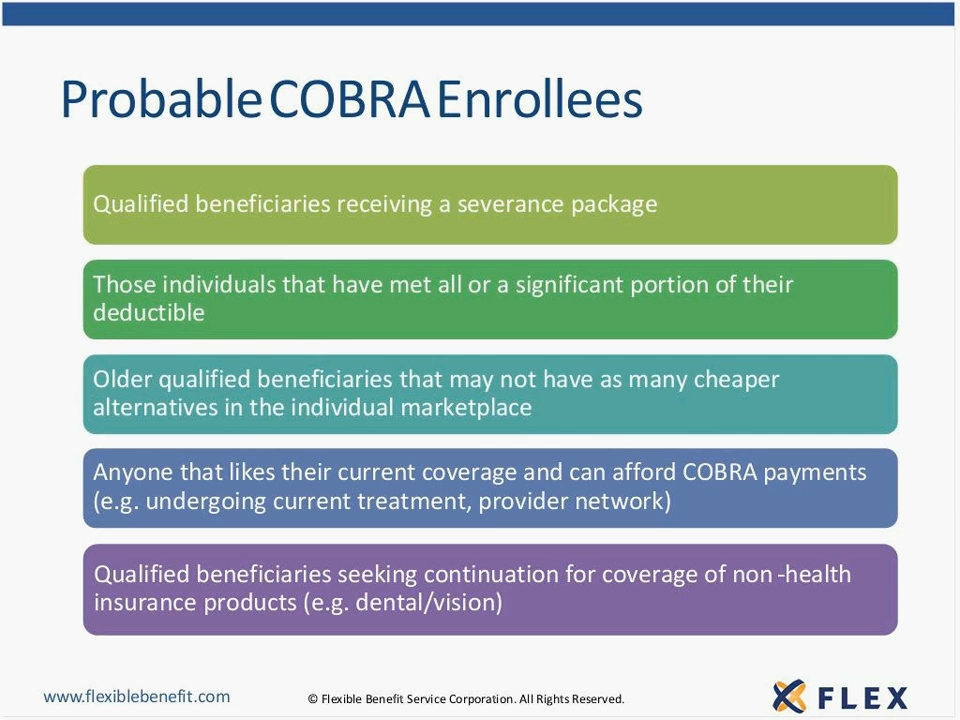 Probable COBRA Enrollees
Qualified beneficiaries receiving a severance package
Those individuals that have met all or a significant portion of their
deductible
Older qualified beneficiaries that may not have as many cheaper
alternatives in the individual marketplace
Anyone that likes their current coverage and can afford COBRA payments
(e.g. undergoing current treatment, provider network)
Qualified beneficiaries seeking continuation for coverage of non -health
insurance products (e.g. dental/vision)
www.flexiblebenefit.com
© Flexible Benefit Service Corporation. All Rights Reserved.
FLEX